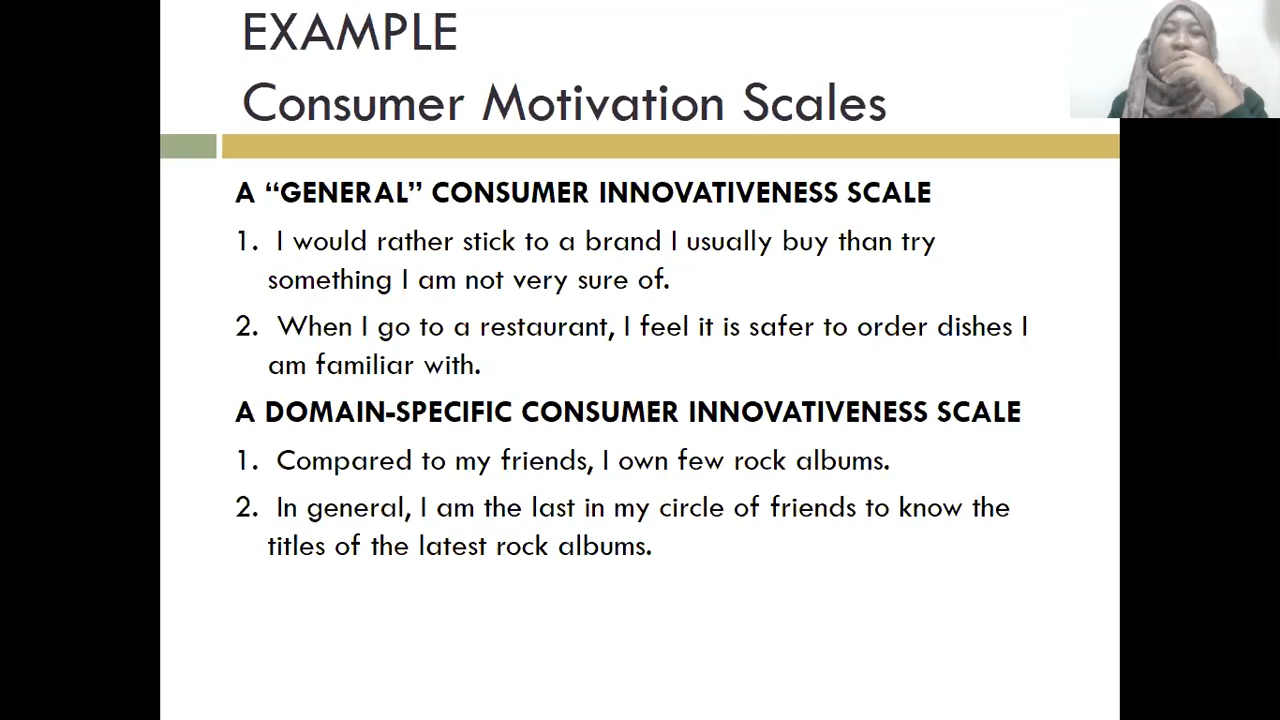 EXAMPLE
Consumer Motivation Scales
A “GENERAL” CONSUMER INNOVATIVENESS SCALE
1. I would rather stick to a brand I usually buy than try
something I am not very sure of.
2. When I go to a restaurant, I feel it is safer to order dishes I
am familiar with.
A DOMAIN-SPECIFIC CONSUMER INNOVATIVENESS SCALE
1. Compared to my friends, I own few rock albums.
2. In general, I am the last in my circle of friends to know the
titles of the latest rock albums.